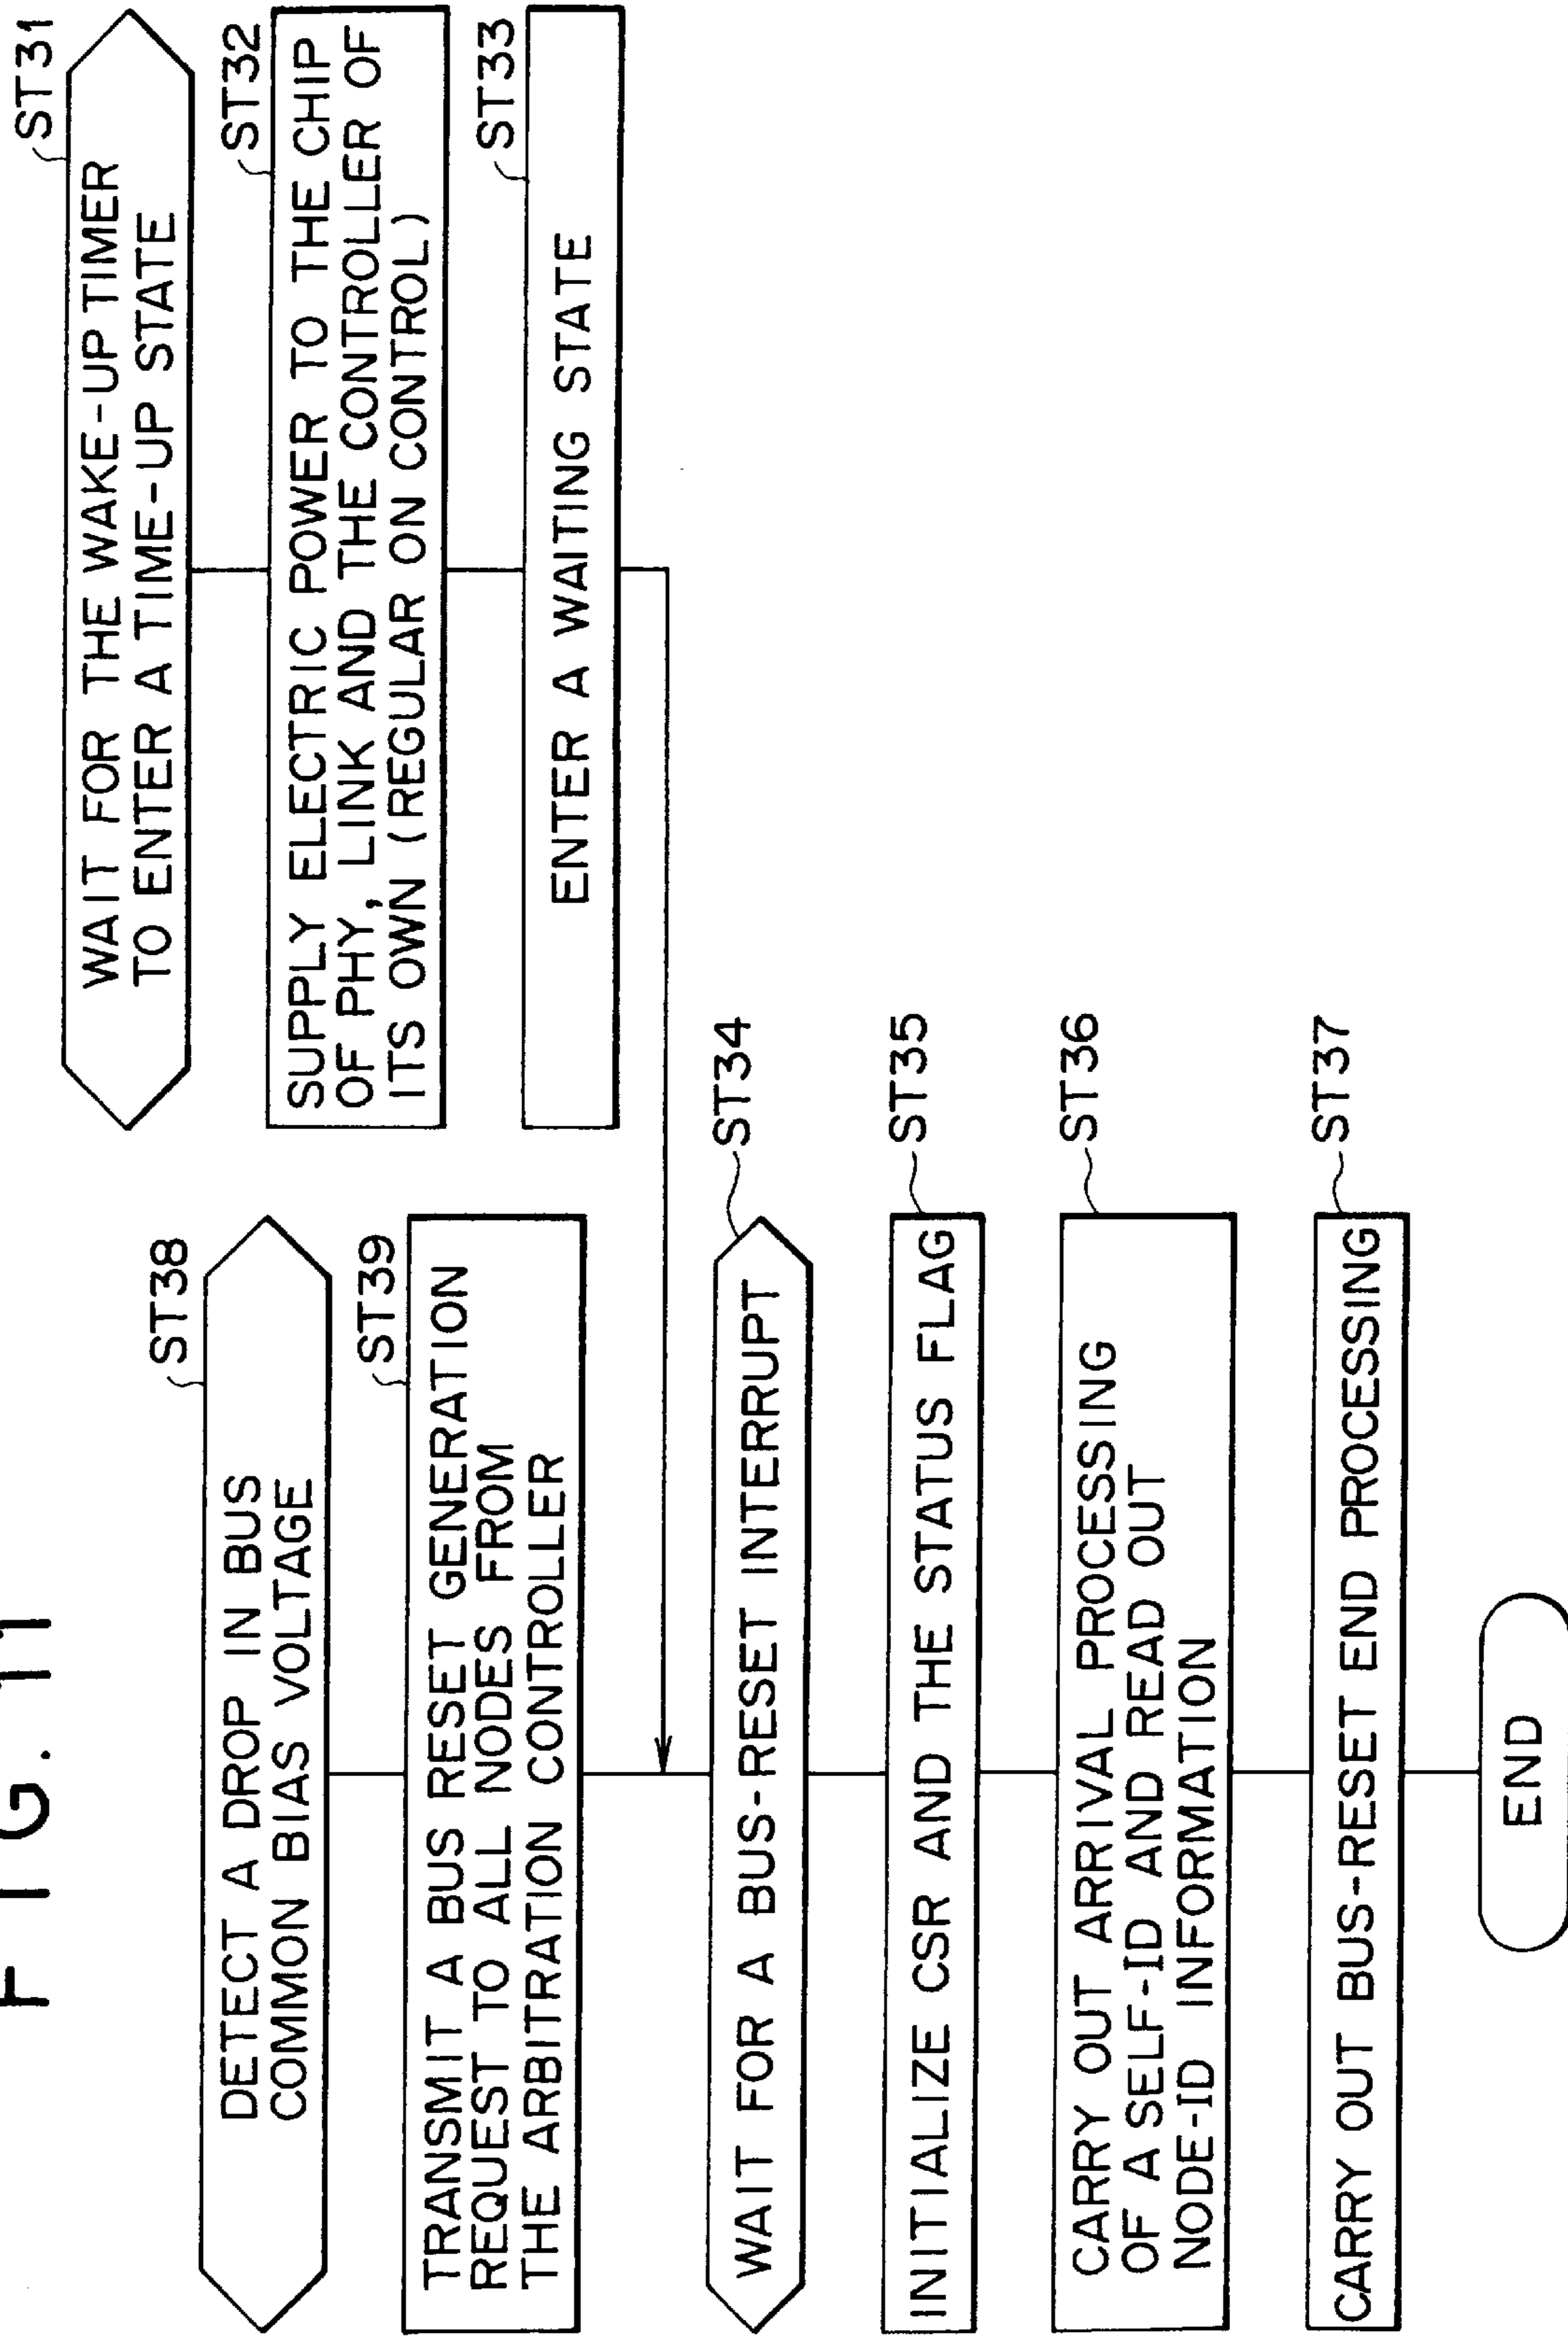 FIG. 11
ST38
DETECT A DROP IN BUS
COMMON BIAS VOLTAGE
ST39
TRANSMIT A BUS RESET GENERATION
REQUEST TO ALL NODES FROM
THE ARBITRATION CONTROLLER
ST31
WAIT FOR THE WAKE-UP TIMER
TO ENTER A TIME-UP STATE
ST32
SUPPLY ELECTRIC POWER TO THE CHIP
OF PHY, LINK AND THE CONTROLLER OF
ITS OWN (REGULAR ON CONTROL)
ST33
ENTER A WAITING STATE
ST34
WAIT FOR A BUS-RESET INTERRUPT
ST35
INITIALIZE CSR AND THE STATUS FLAG
ST36
CARRY OUT ARRIVAL PROCESSING
OF A SELF-ID AND READ OUT
NODE-ID INFORMATION
ST37
CARRY OUT BUS-RESET END PROCESSING
END